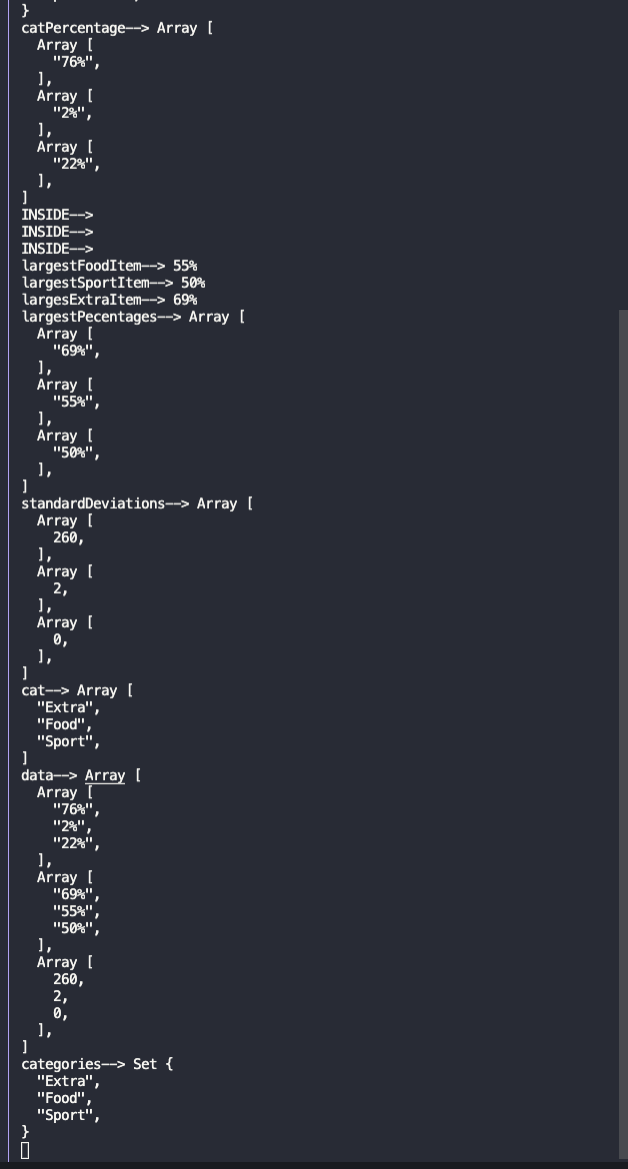 }
catPercentage--> Array [
  Array [
    "76%",
  ],
  Array [
    "2%",
  ],
  Array [
    "22%",
  ],
]
INSIDE-->
INSIDE-->
INSIDE-->
largestFoodItem--> 55%
largestSportItem--> 50%
largesExtraItem--> 69%
largestPecentages--> Array [
  Array [
    "69%",
  ],
  Array [
    "55%",
  ],
  Array [
    "50%",
  ],
]
standardDeviations--> Array [
  Array [
    260,
  ],
  Array [
    2,
  ],
  Array [
    0,
  ],
]
cat--> Array [
  "Extra",
  "Food",
  "Sport",
]
data--> Array [
  Array [
    "76%",
    "2%",
    "22%",
  ],
  Array [
    "69%",
    "55%",
    "50%",
  ],
  Array [
    260,
    2,
    0,
  ],
]
categories--> Set {
  "Extra",
  "Food",
  "Sport",
}